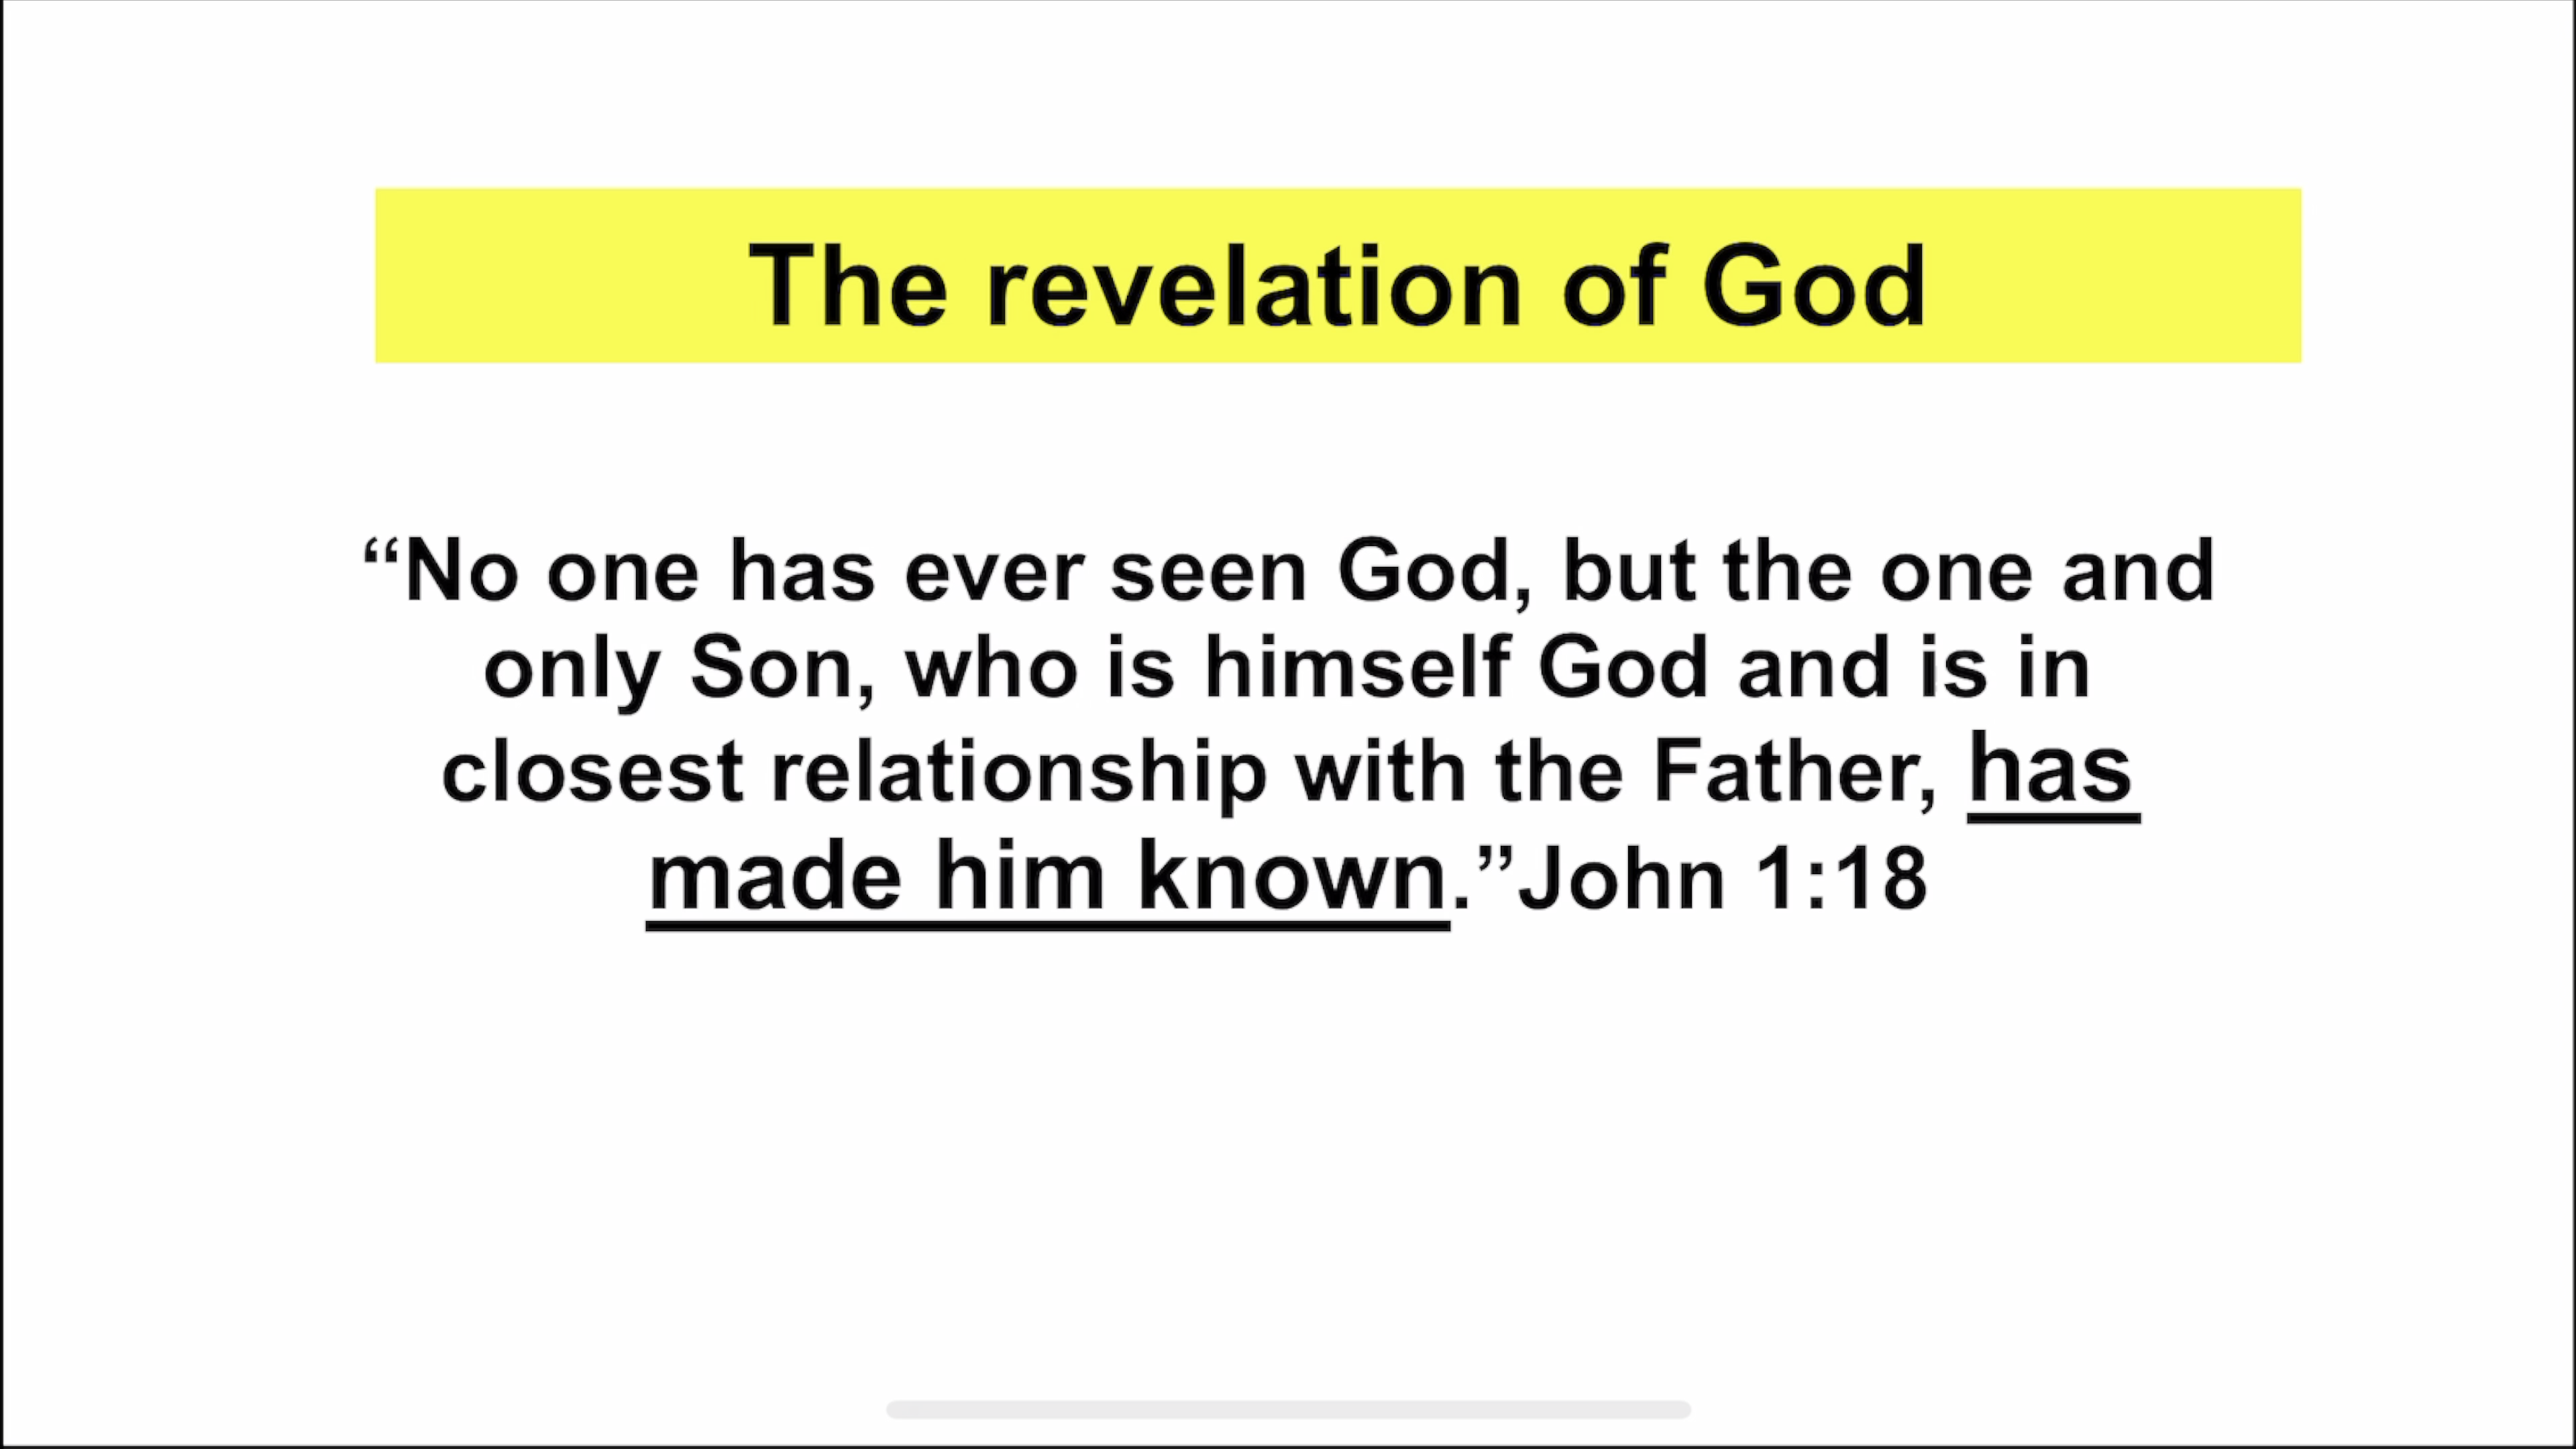 The revelation of God
“No one has ever seen God, but the one and
only Son, who is himself God and is in
closest relationship with the Father, has
made him known.”John 1:18